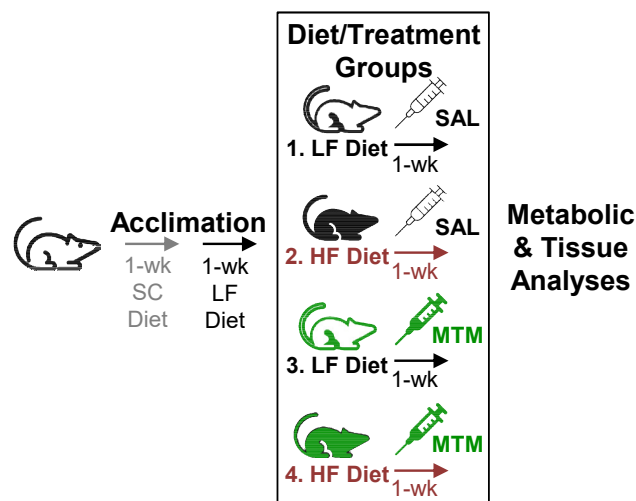 Diet/Treatment
Groups
SAL
1. LF Diet
1-wk
SAL
2. HF Diet
1-wk
MTM
3. LF Diet
1-wk
MTM
4. HF Diet
1-wk
Acclimation
1-wk
SC
Diet
1-wk
LF
Diet
Metabolic
& Tissue
Analyses